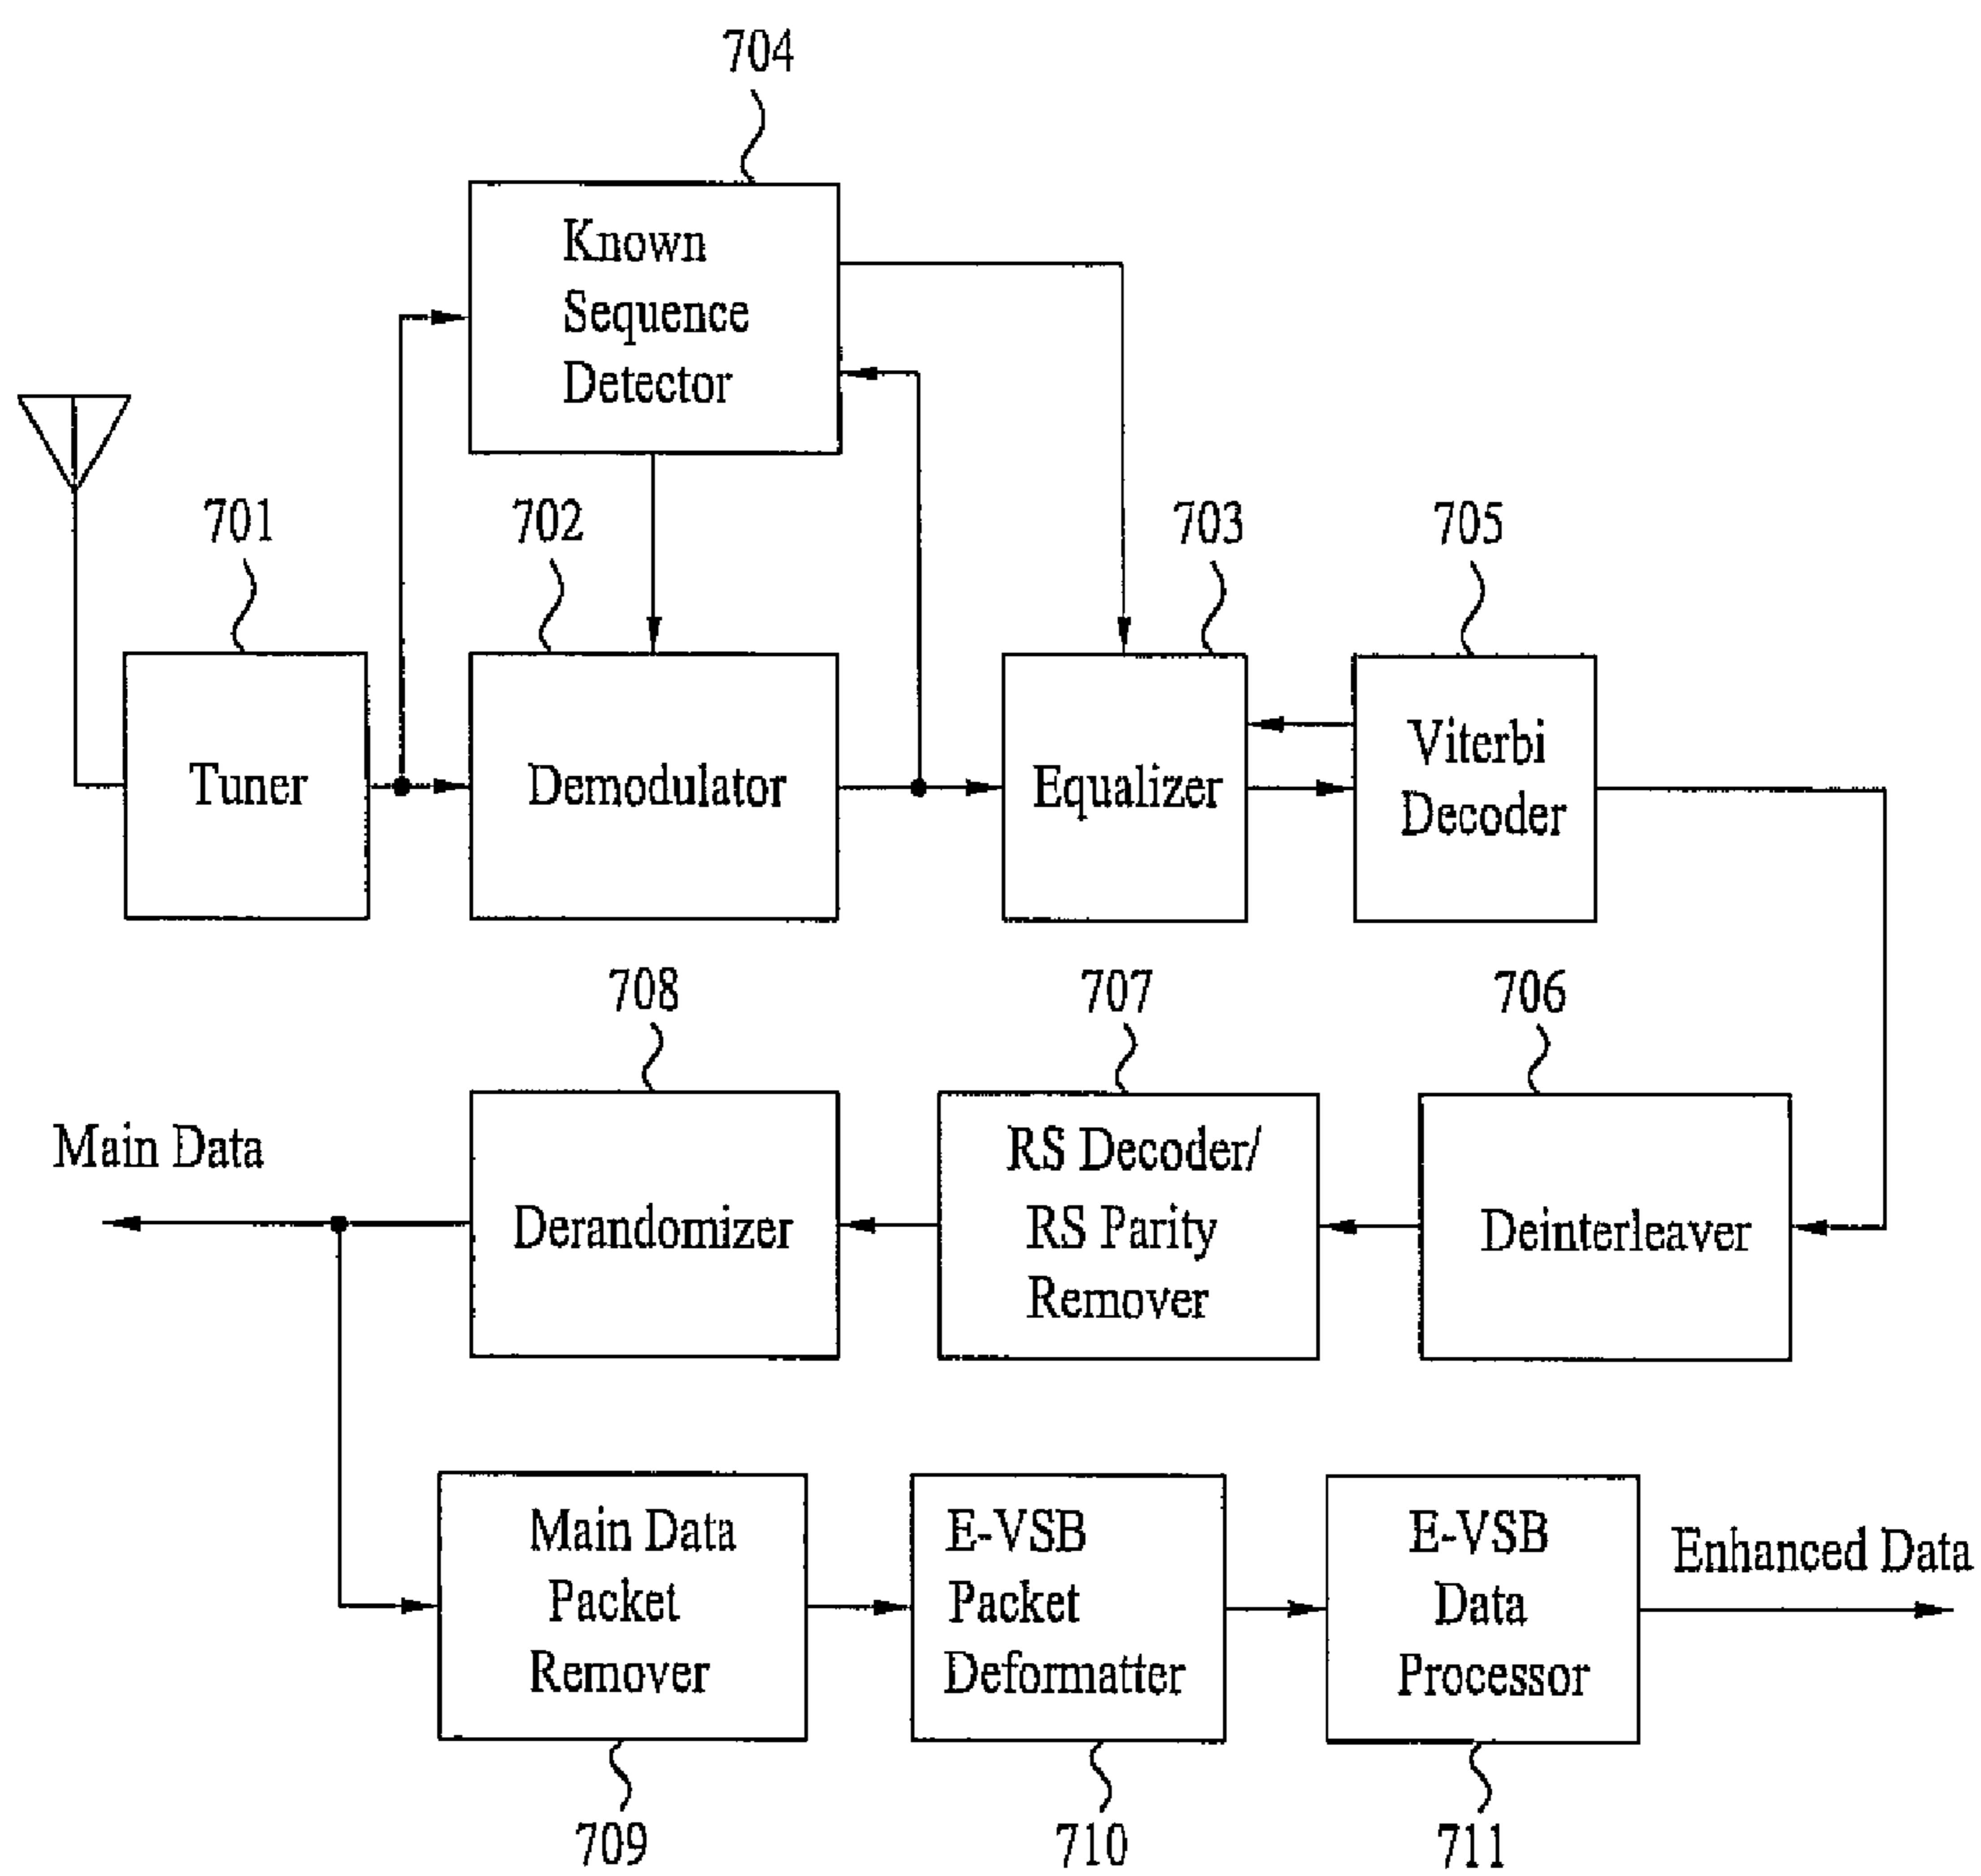 704
Known
Sequence
Detector
701
702
703
705
Tuner
Demodulator
Equalizer
Viterbi
Decoder
708
707
706
Main Data
Derandomizer
RS Decoder/
RS Parity
Remover
Deinterleaver
Main Data
Packet
Remover
E-VSB
Packet
Deformatter
E-VSB
Data
Processor
Enhanced Data
709
710
711